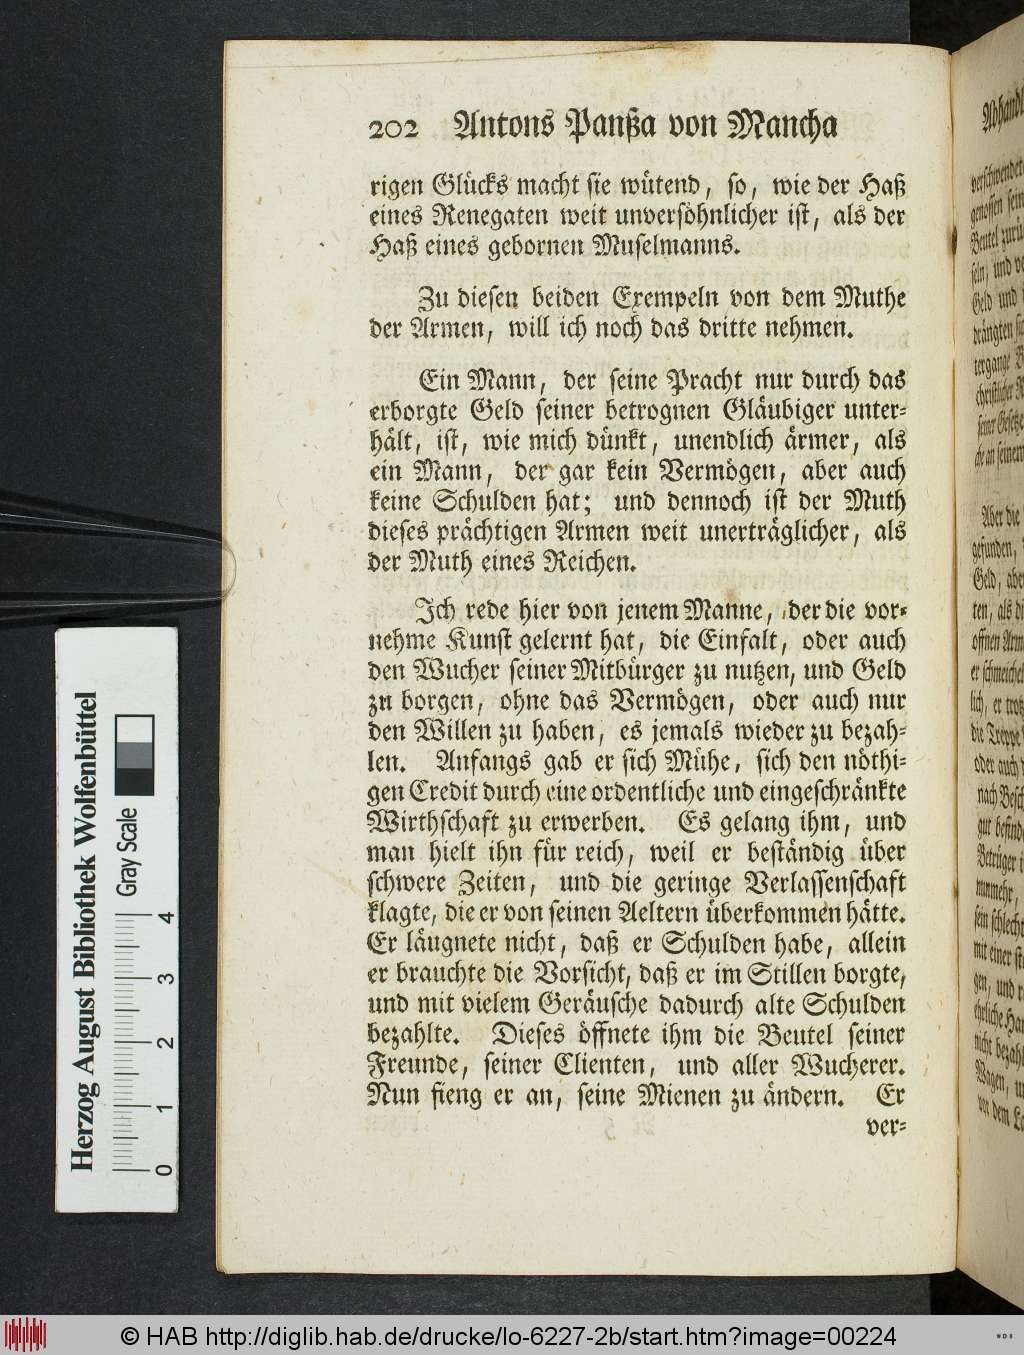 202 Antons Panßa von Mancha
rigen Glücks macht sie wütend, so, wie der Haß
eines Renegaten weit unversöhnlicher ist, als der
Haß eines gebornen Muselmanns.
Zu diesen beiden Exempeln von dem Muthe
der Armen, will ich noch das dritte nehmen.
Ein Mann, der seine Pracht nur durch das
erborgte Geld seiner betrognen Gläubiger unter-
hält, ist, wie mich dünkt, unendlich ärmer, als
ein Mann, der gar kein Vermögen, aber auch
keine Schulden hat; und dennoch ist der Muth
dieses prächtigen Armen weit unerträglicher, als
der Muth eines Reichen.
Ich rede hier von jenem Manne, der die vor-
nehme Kunst gelernt hat, die Einfalt, oder auch
den Wucher seiner Mitbürger zu nutzen, und Geld
zu borgen, ohne das Vermögen, oder auch nur
den Willen zu haben, es jemals wieder zu bezah-
len. Anfangs gab er sich Mühe, sich den nöthi-
gen Credit durch eine ordentliche und eingeschränkte
Wirthschaft zu erwerben. Es gelang ihm, und
man hielt ihn für reich, weil er beständig über
schwere Zeiten, und die geringe Verlassenschaft
klagte, die er von seinen Aeltern überkommen hätte.
Er läugnete nicht, daß er Schulden habe, allein
er brauchte die Vorsicht, daß er im Stillen borgte,
und mit vielem Geräusche dadurch alte Schulden
bezahlte. Dieses öffnete ihm die Beutel seiner
Freunde, seiner Clienten, und aller Wucherer.
Nun fieng er an, seine Mienen zu ändern. Er
ver-
Herzog August Bibliothek Wolfenbüttel
Gray Scale
0 1 2 3 4
© HAB http://diglib.hab.de/drucke/lo-6227-2b/start.htm?image=00224